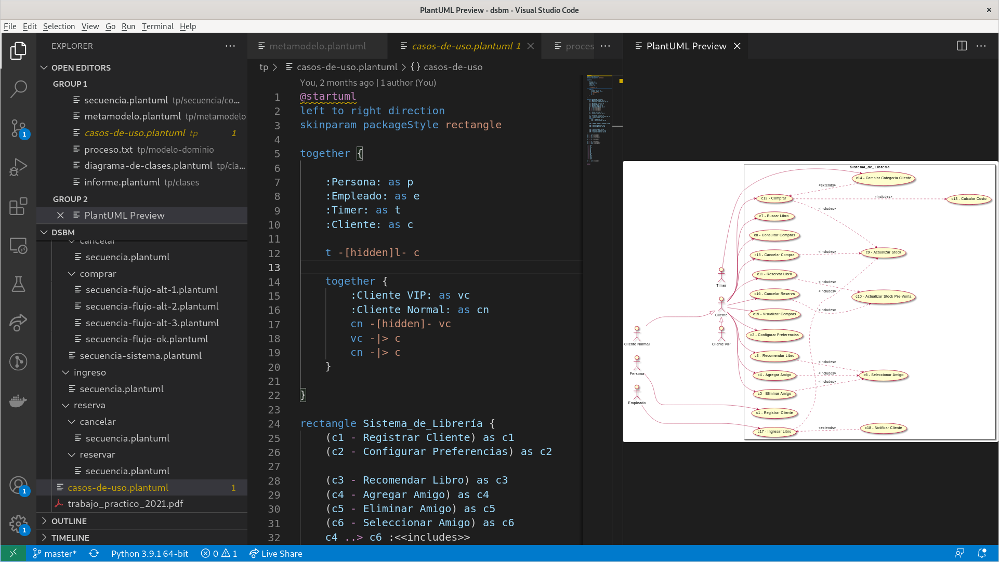 PlantUML Preview - dsbm - Visual Studio Code
File Edit Selection View Go Run Terminal Help
EXPLORER
OPEN EDITORS
GROUP 1
secuencia.plantuml tp/secuencia/co...
metamodelo.plantuml tp/metamodelo
casos-de-uso.plantuml tp 1
proceso.txt tp/modelo-dominio
diagrama-de-clases.plantuml tp/cla...
informe.plantuml tp/clases
GROUP 2
PlantUML Preview
DSBM
cancelar
secuencia.plantuml
comprar
secuencia-flujo-alt-1.plantuml
secuencia-flujo-alt-2.plantuml
secuencia-flujo-alt-3.plantuml
secuencia-flujo-ok.plantuml
secuencia-sistema.plantuml
ingreso
secuencia.plantuml
reserva
cancelar
secuencia.plantuml
reservar
secuencia.plantuml
casos-de-uso.plantuml 1
trabajo_practico_2021.pdf
OUTLINE
TIMELINE
1
1
1
metamodelo.plantuml
casos-de-uso.plantuml 1
proces
tp > casos-de-uso.plantuml > {} casos-de-uso
You, 2 months ago | 1 author (You)
1 @startuml
2 left to right direction
3 skinparam packageStyle rectangle
4
5 together {
6
7 :Persona: as p
8 :Empleado: as e
9 :Timer: as t
10 :Cliente: as c
11
12 t -[hidden]l- c
13
14 together {
15 :Cliente VIP: as vc
16 :Cliente Normal: as cn
17 cn -[hidden]- vc
18 vc -|> c
19 cn -|> c
20 }
21
22 }
23
24 rectangle Sistema_de_Librería {
25 (c1 - Registrar Cliente) as c1
26 (c2 - Configurar Preferencias) as c2
27
28 (c3 - Recomendar Libro) as c3
29 (c4 - Agregar Amigo) as c4
30 (c5 - Eliminar Amigo) as c5
31 (c6 - Seleccionar Amigo) as c6
32 c4 ..> c6 :<<includes>>
PlantUML Preview
Sistema_de_Librería
c14 - Cambiar Categoría Cliente
«extends»
c12 - Comprar
«includes»
c13 - Calcular Costo
«includes»
c7 - Buscar Libro
c8 - Consultar Compras
c15 - Cancelar Compra
«includes»
c9 - Actualizar Stock
c11 - Reservar Libro
Timer
«includes»
«includes»
c16 - Cancelar Reserva
c10 - Actualizar Stock Pre-Venta
«includes»
Cliente
c19 - Visualizar Compras
c2 - Configurar Preferencias
Cliente Normal
Cliente VIP
c3 - Recomendar Libro
«includes»
Persona
c4 - Agregar Amigo
«includes»
c6 - Seleccionar Amigo
«includes»
c5 - Eliminar Amigo
Empleado
c1 - Registrar Cliente
c17 - Ingresar Libro
«extends»
c18 - Notificar Cliente
master* Python 3.9.1 64-bit 0 1 Live Share